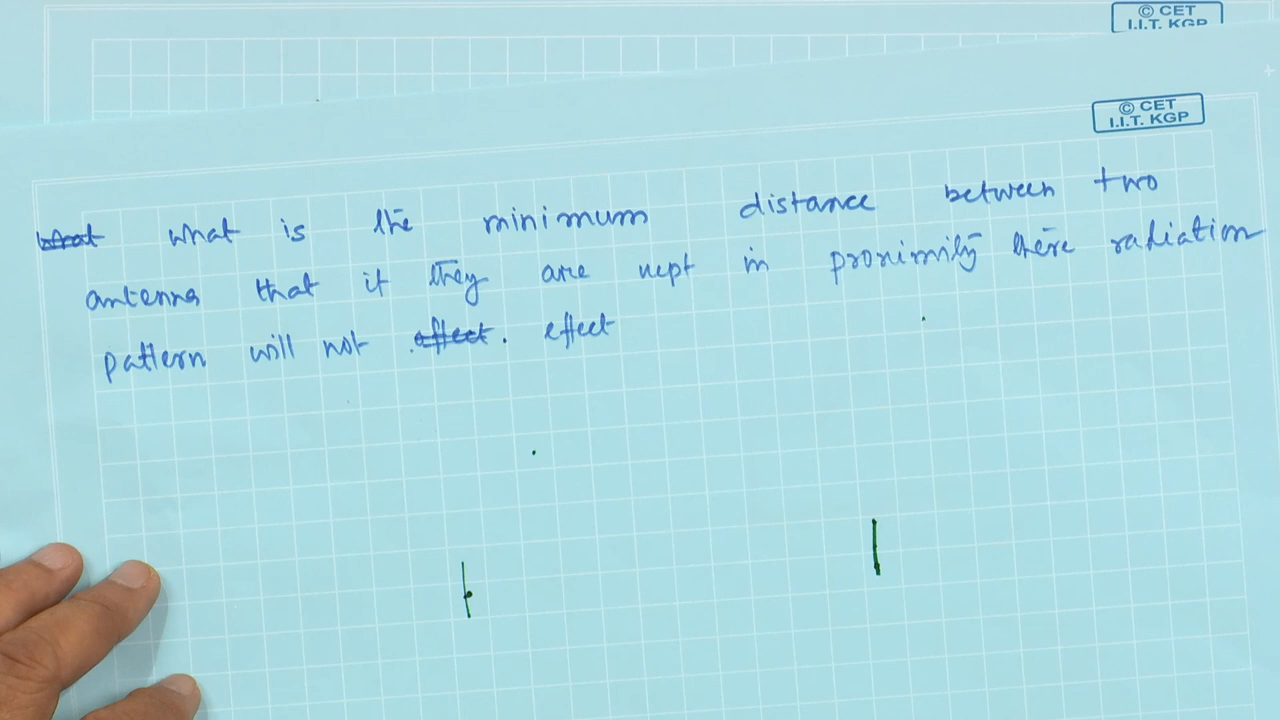 © CET
I.I.T. KGP
© CET
I.I.T. KGP
what what is the minimum distance between two
antenna that if they are kept in proximity there radiation
pattern will not effect. effect